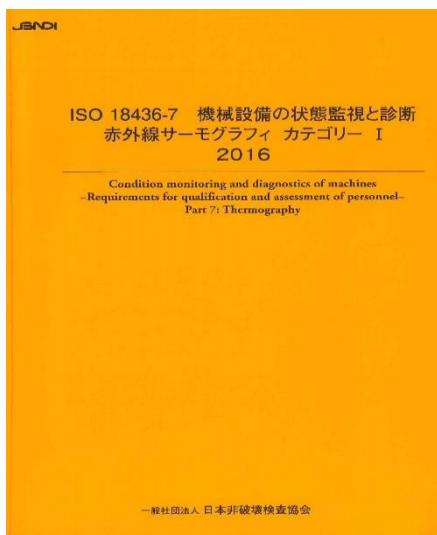 JSNDI
ISO 18436-7 機械設備の状態監視と診断
赤外線サーモグラフィ カテゴリー Ⅰ
2016
Condition monitoring and diagnostics of machines
–Requirements for qualification and assessment of personnel–
Part 7: Thermography
一般社団法人 日本非破壊検査協会